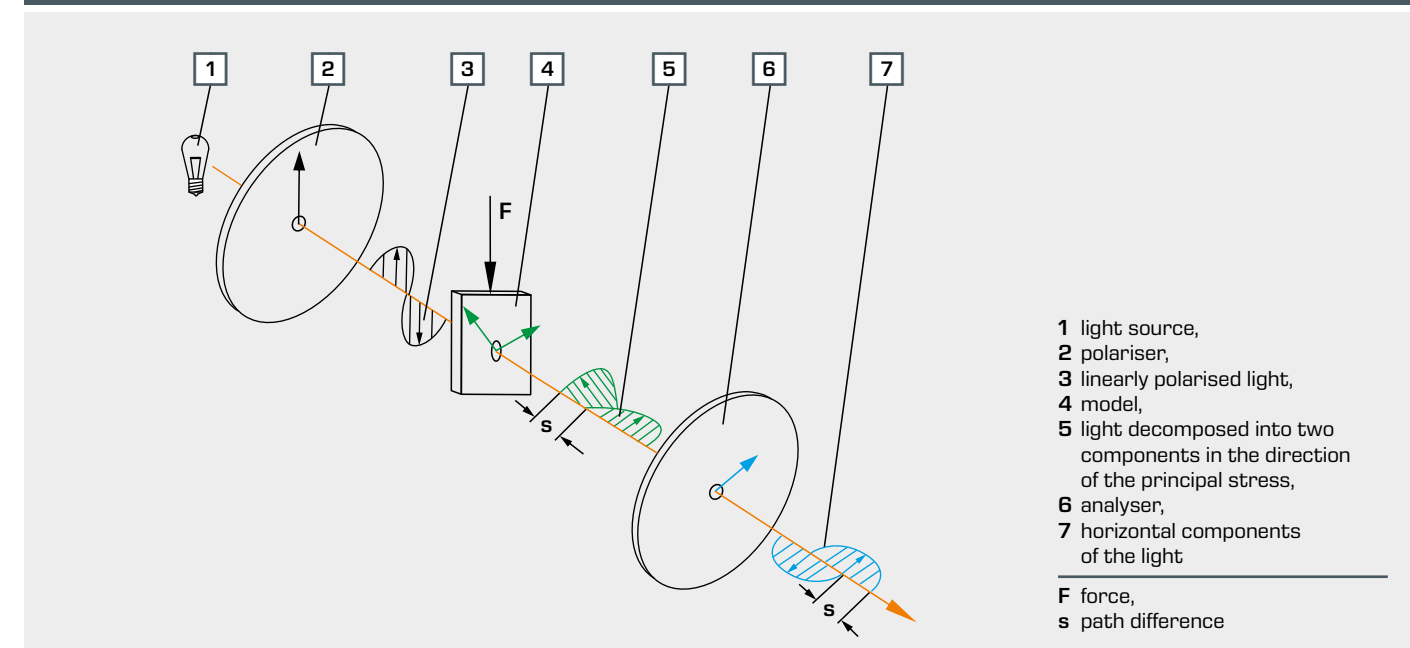 1 2 3 4 5 6 7
F
s
s
1 light source,
2 polariser,
3 linearly polarised light,
4 model,
5 light decomposed into two
components in the direction
of the principal stress,
6 analyser,
7 horizontal components
of the light
F force,
s path difference